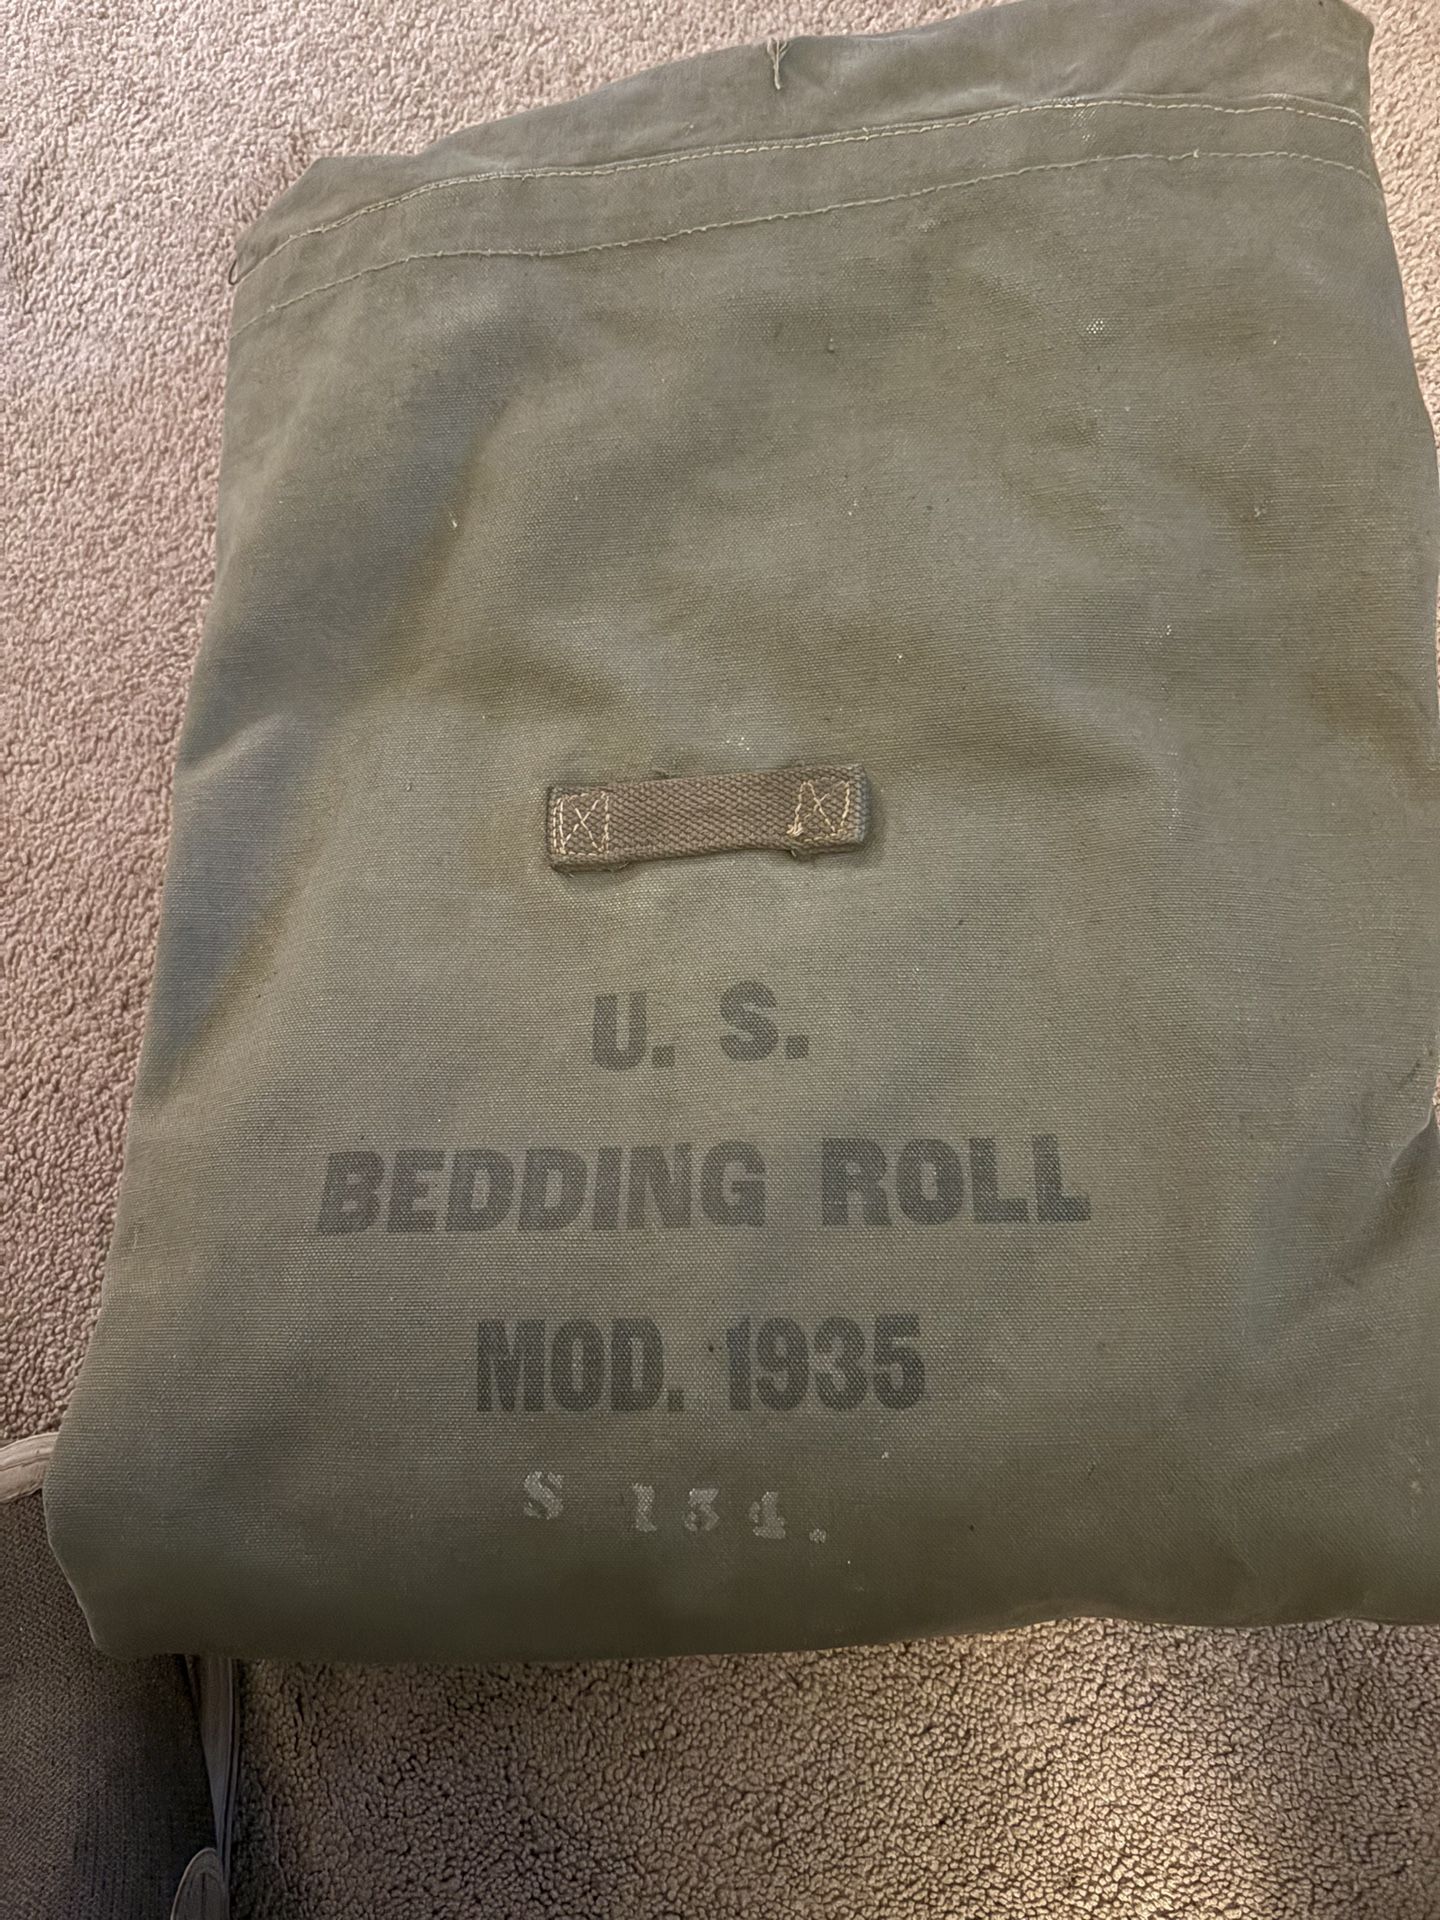 U. S.
BEDDING ROLL
MOD. 1935
S 134.